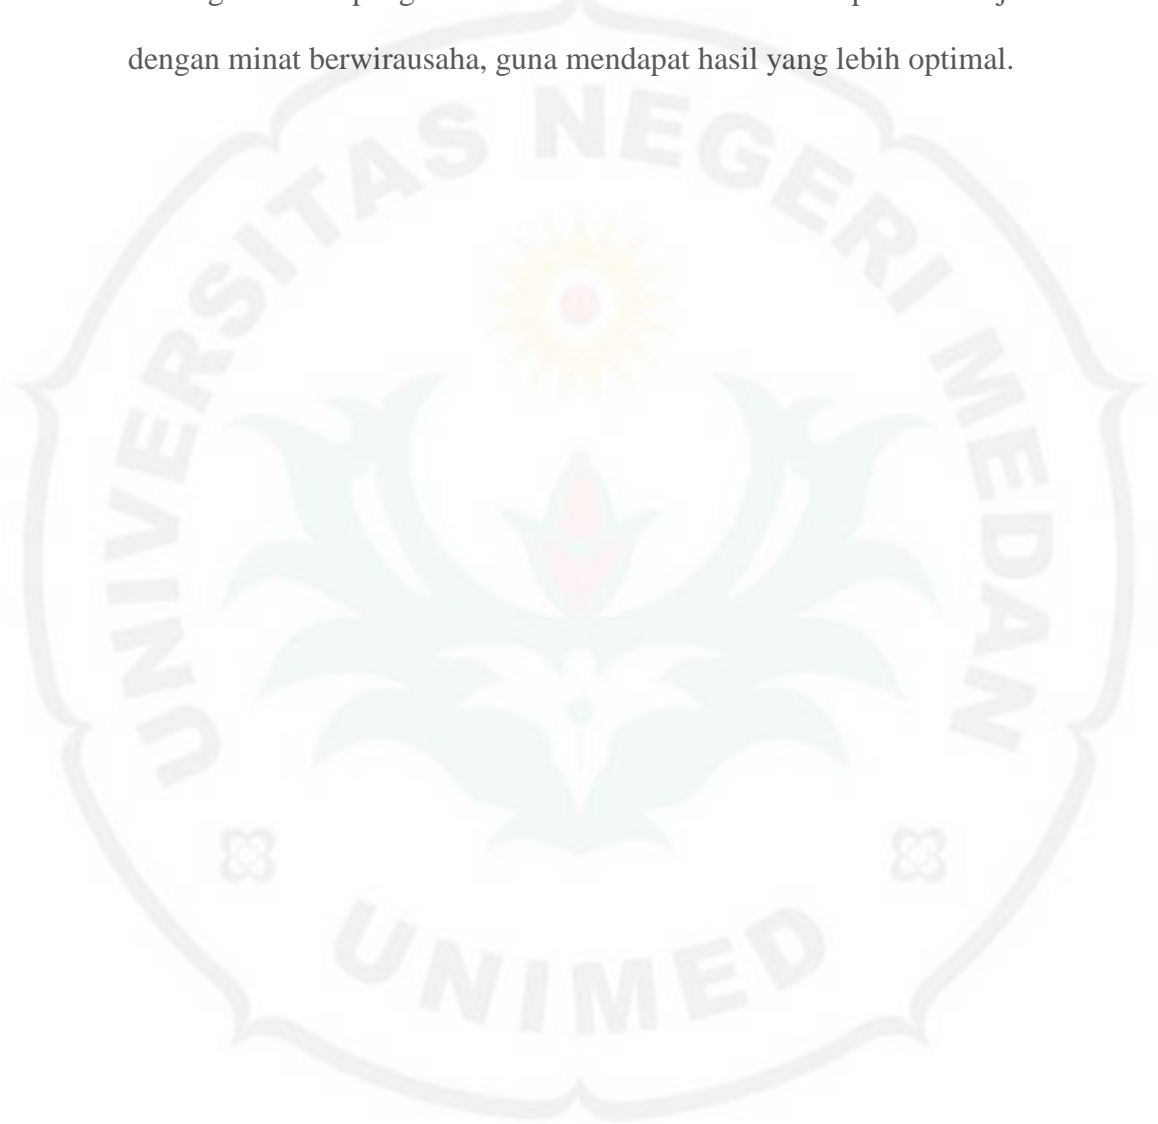 dengan minat berwirausaha, guna mendapat hasil yang lebih optimal.
UNIVERSITAS NEGERI MEDAN
UNIMED